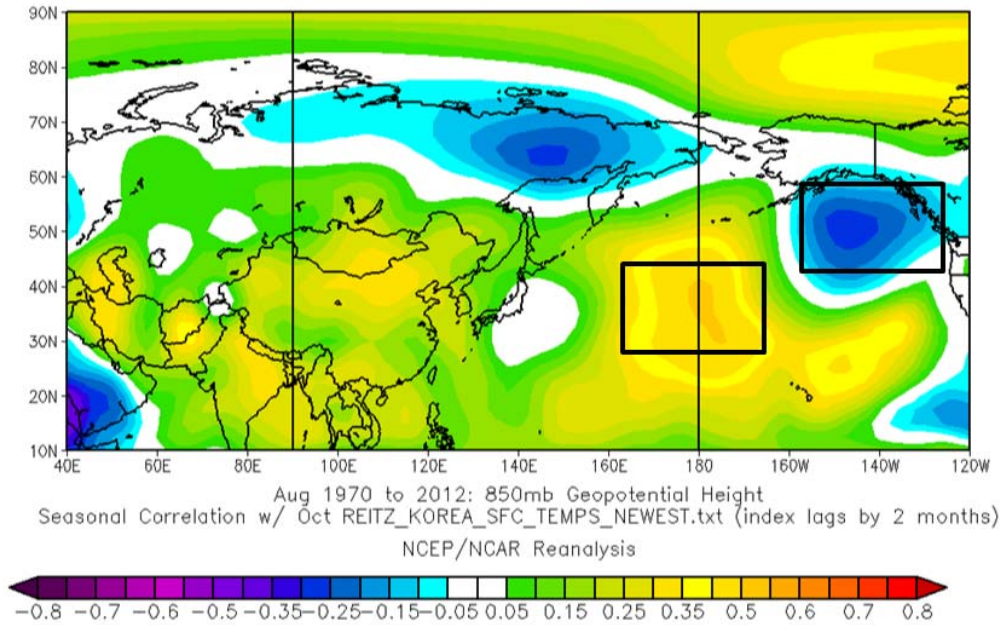 90N
80N
70N
60N
50N
40N
30N
20N
10N
40E 60E 80E 100E 120E 140E 160E 180 160W 140W 120W
Aug 1970 to 2012: 850mb Geopotential Height
Seasonal Correlation w/ Oct REITZ_KOREA_SFC_TEMPS_NEWEST.txt (index lags by 2 months)
NCEP/NCAR Reanalysis
-0.8 -0.7 -0.6 -0.5 -0.35 -0.25 -0.15 -0.05 0.05 0.15 0.25 0.35 0.5 0.6 0.7 0.8